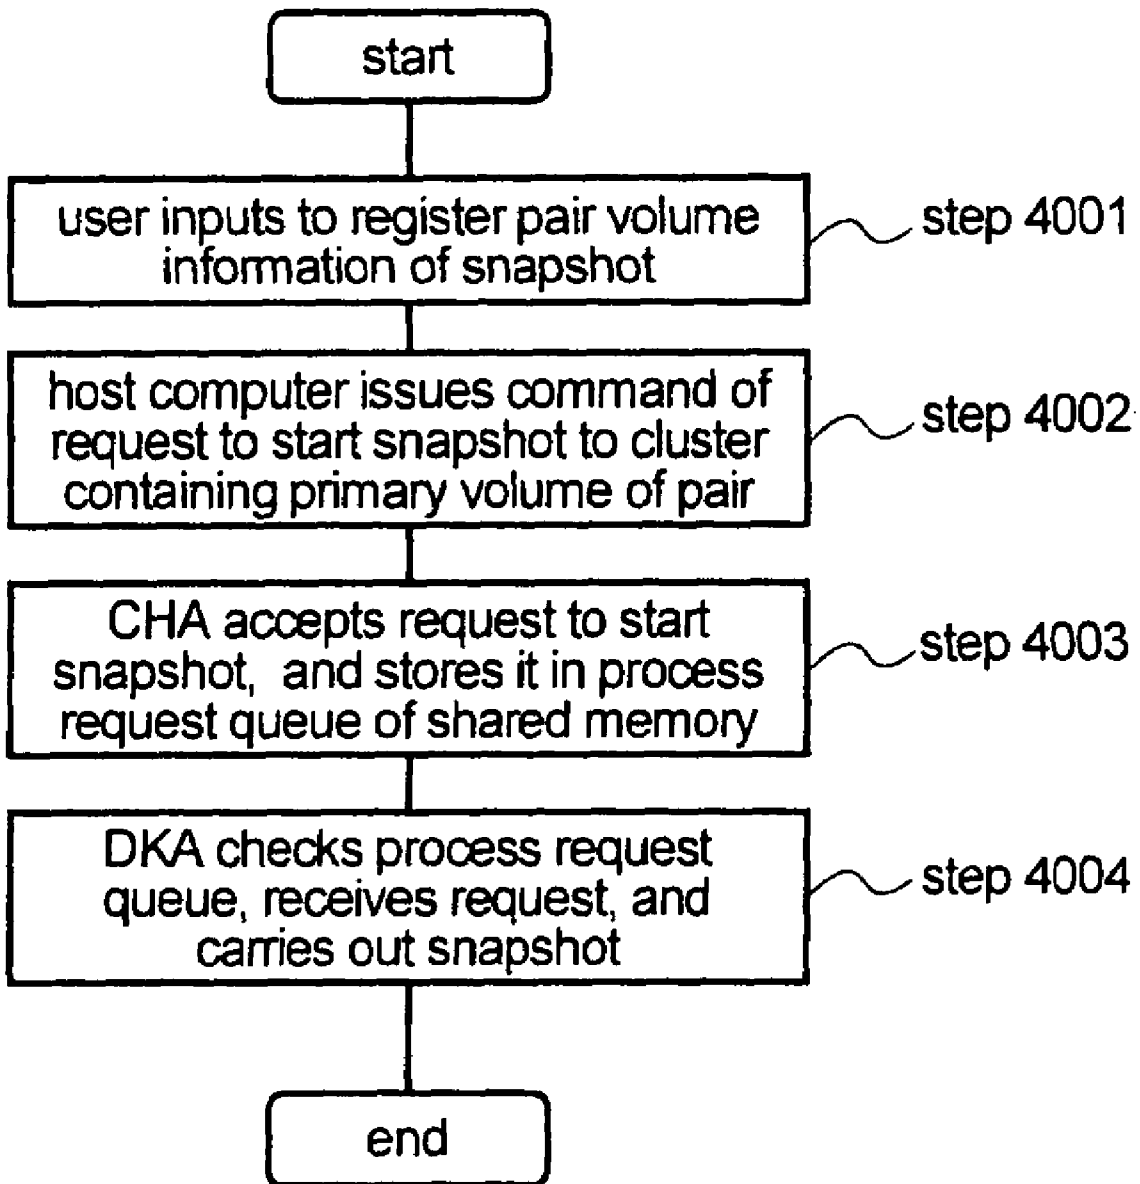 start
user inputs to register pair volume
information of snapshot
step 4001
host computer issues command of
request to start snapshot to cluster
containing primary volume of pair
step 4002
CHA accepts request to start
snapshot, and stores it in process
request queue of shared memory
step 4003
DKA checks process request
queue, receives request, and
carries out snapshot
step 4004
end